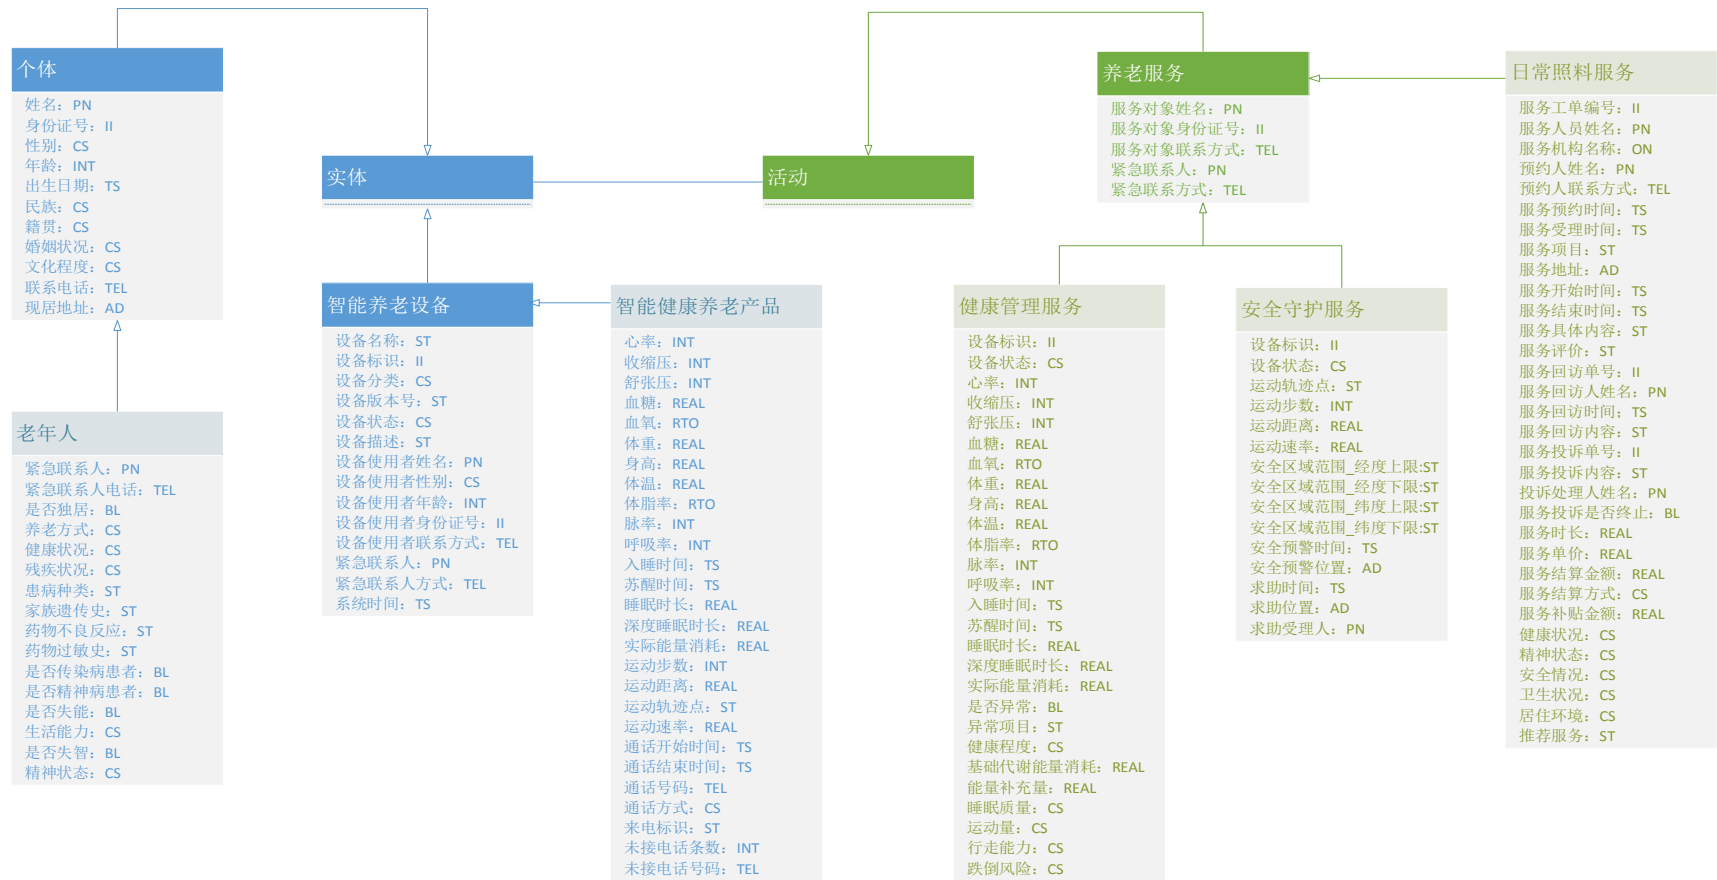 个体
姓名：PN
身份证号：II
性别：CS
年龄：INT
出生日期：TS
民族：CS
籍贯：CS
婚姻状况：CS
文化程度：CS
联系电话：TEL
现居地址：AD
老年人
紧急联系人：PN
紧急联系人电话：TEL
是否独居：BL
养老方式：CS
健康状况：CS
残疾状况：CS
患病种类：ST
家族遗传史：ST
药物不良反应：ST
药物过敏史：ST
是否传染病患者：BL
是否精神病患者：BL
是否失能：BL
生活能力：CS
是否失智：BL
精神状态：CS
实体
智能养老设备
设备名称：ST
设备标识：II
设备分类：CS
设备版本号：ST
设备状态：CS
设备描述：ST
设备使用者姓名：PN
设备使用者性别：CS
设备使用者年龄：INT
设备使用者身份证号：II
设备使用者联系方式：TEL
紧急联系人：PN
紧急联系人方式：TEL
系统时间：TS
智能健康养老产品
心率：INT
收缩压：INT
舒张压：INT
血糖：REAL
血氧：RTO
体重：REAL
身高：REAL
体温：REAL
体脂率：RTO
脉率：INT
呼吸率：INT
入睡时间：TS
苏醒时间：TS
睡眠时长：REAL
深度睡眠时长：REAL
实际能量消耗：REAL
运动步数：INT
运动距离：REAL
运动轨迹点：ST
运动速率：REAL
通话开始时间：TS
通话结束时间：TS
通话号码：TEL
通话方式：CS
来电标识：ST
未接电话条数：INT
未接电话号码：TEL
活动
养老服务
服务对象姓名：PN
服务对象身份证号：II
服务对象联系方式：TEL
紧急联系人：PN
紧急联系方式：TEL
健康管理服务
设备标识：II
设备状态：CS
心率：INT
收缩压：INT
舒张压：INT
血糖：REAL
血氧：RTO
体重：REAL
身高：REAL
体温：REAL
体脂率：RTO
脉率：INT
呼吸率：INT
入睡时间：TS
苏醒时间：TS
睡眠时长：REAL
深度睡眠时长：REAL
实际能量消耗：REAL
是否异常：BL
异常项目：ST
健康程度：CS
基础代谢能量消耗：REAL
能量补充量：REAL
睡眠质量：CS
运动量：CS
行走能力：CS
跌倒风险：CS
安全守护服务
设备标识：II
设备状态：CS
运动轨迹点：ST
运动步数：INT
运动距离：REAL
运动速率：REAL
安全区域范围_经度上限:ST
安全区域范围_经度下限:ST
安全区域范围_纬度上限:ST
安全区域范围_纬度下限:ST
安全预警时间：TS
安全预警位置：AD
求助时间：TS
求助位置：AD
求助受理人：PN
日常照料服务
服务工单编号：II
服务人员姓名：PN
服务机构名称：ON
预约人姓名：PN
预约人联系方式：TEL
服务预约时间：TS
服务受理时间：TS
服务项目：ST
服务地址：AD
服务开始时间：TS
服务结束时间：TS
服务具体内容：ST
服务评价：ST
服务回访单号：II
服务回访人姓名：PN
服务回访时间：TS
服务回访内容：ST
服务投诉单号：II
服务投诉内容：ST
投诉处理人姓名：PN
服务投诉是否终止：BL
服务时长：REAL
服务单价：REAL
服务结算金额：REAL
服务结算方式：CS
服务补贴金额：REAL
健康状况：CS
精神状态：CS
安全情况：CS
卫生状况：CS
居住环境：CS
推荐服务：ST